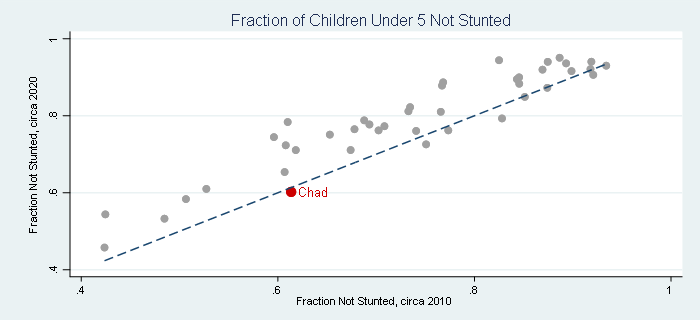 Fraction of Children Under 5 Not Stunted
Fraction Not Stunted, circa 2020
1
.8
.6
.4
Chad
.4 .6 .8 1
Fraction Not Stunted, circa 2010